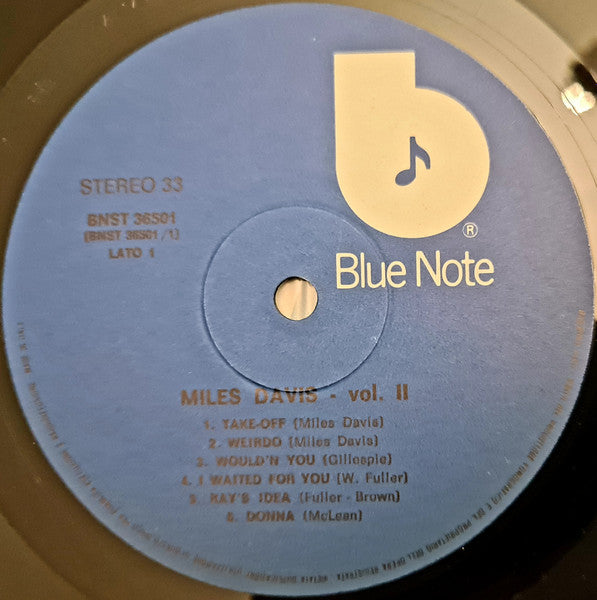 STEREO 33
BNST 36501
(BNST 36501/1)
LATO 1
®
Blue Note
MILES DAVIS - vol. II
1. TAKE-OFF (Miles Davis)
2. WEIRDO (Miles Davis)
3. WOULD'N YOU (Gillespie)
4. I WAITED FOR YOU (W. Fuller)
5. KAY'S IDEA (Fuller - Brown)
6. DONNA (McLean)